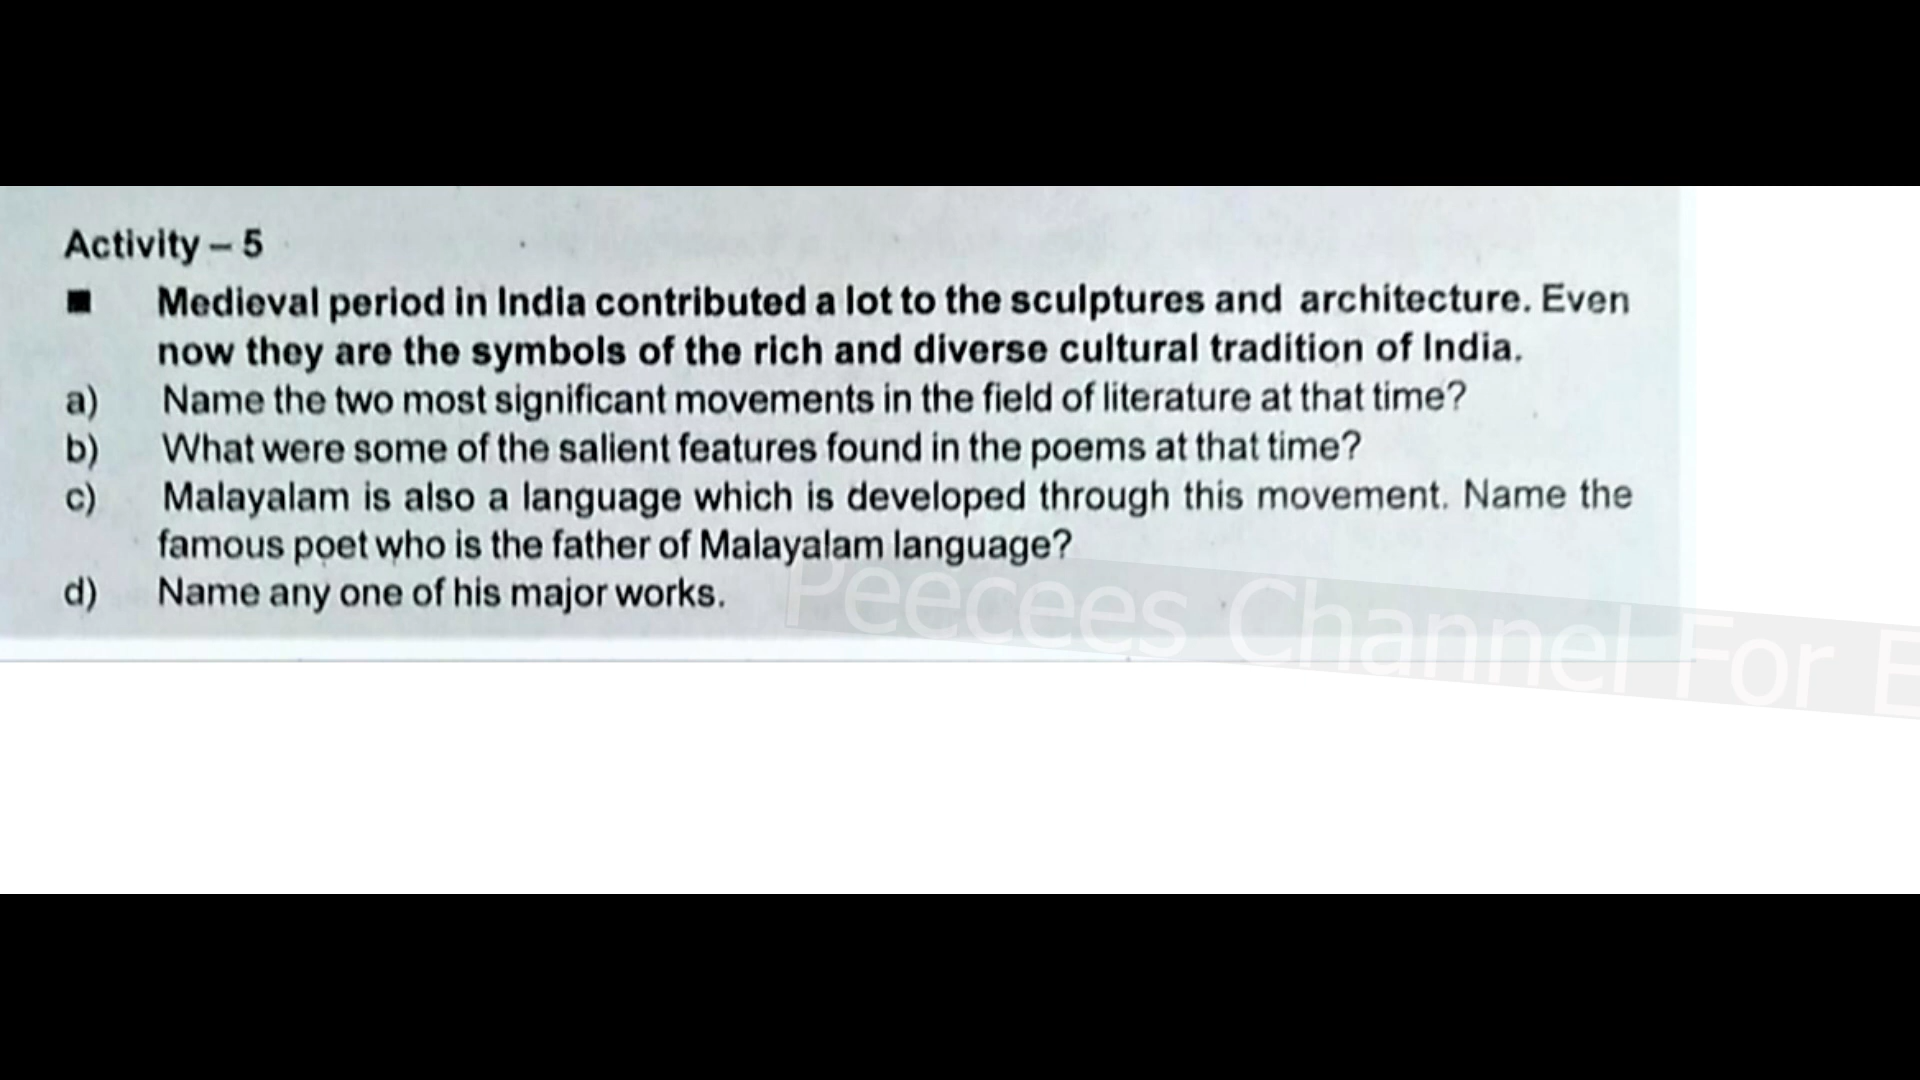 Activity – 5
■ Medieval period in India contributed a lot to the sculptures and architecture. Even
now they are the symbols of the rich and diverse cultural tradition of India.
a) Name the two most significant movements in the field of literature at that time?
b) What were some of the salient features found in the poems at that time?
c) Malayalam is also a language which is developed through this movement. Name the
famous poet who is the father of Malayalam language?
d) Name any one of his major works.
Peecees Channel For E